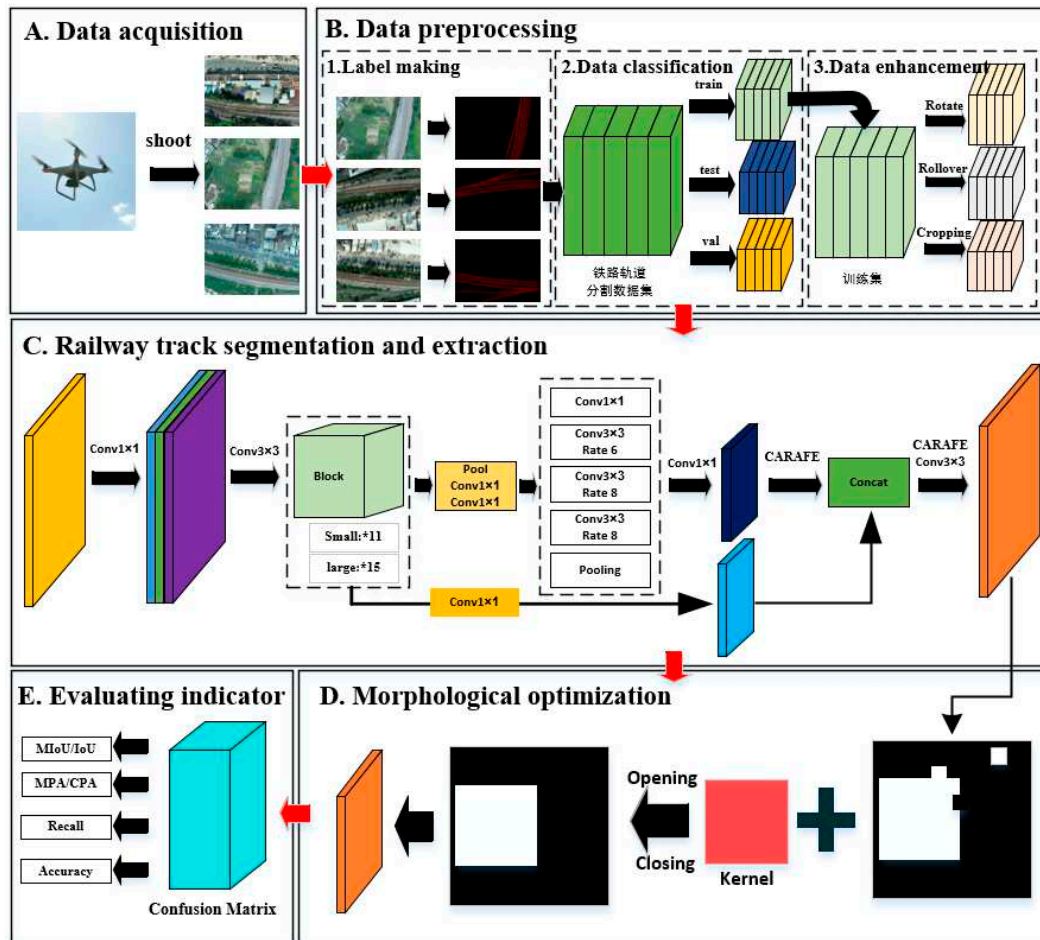 A. Data acquisition
shoot
B. Data preprocessing
1.Label making
2.Data classification
train
test
val
铁路轨道
分割数据集
3.Data enhancement
Rotate
Rollover
Cropping
训练集
C. Railway track segmentation and extraction
Conv1×1
Conv3×3
Block
Small:*11
large:*15
Pool
Conv1×1
Conv1×1
Conv1×1
Conv3×3
Rate 6
Conv3×3
Rate 8
Conv3×3
Rate 8
Pooling
Conv1×1
Conv1×1
CARAFE
Concat
CARAFE
Conv3×3
E. Evaluating indicator
MIoU/IoU
MPA/CPA
Recall
Accuracy
Confusion Matrix
D. Morphological optimization
Opening
Closing
Kernel